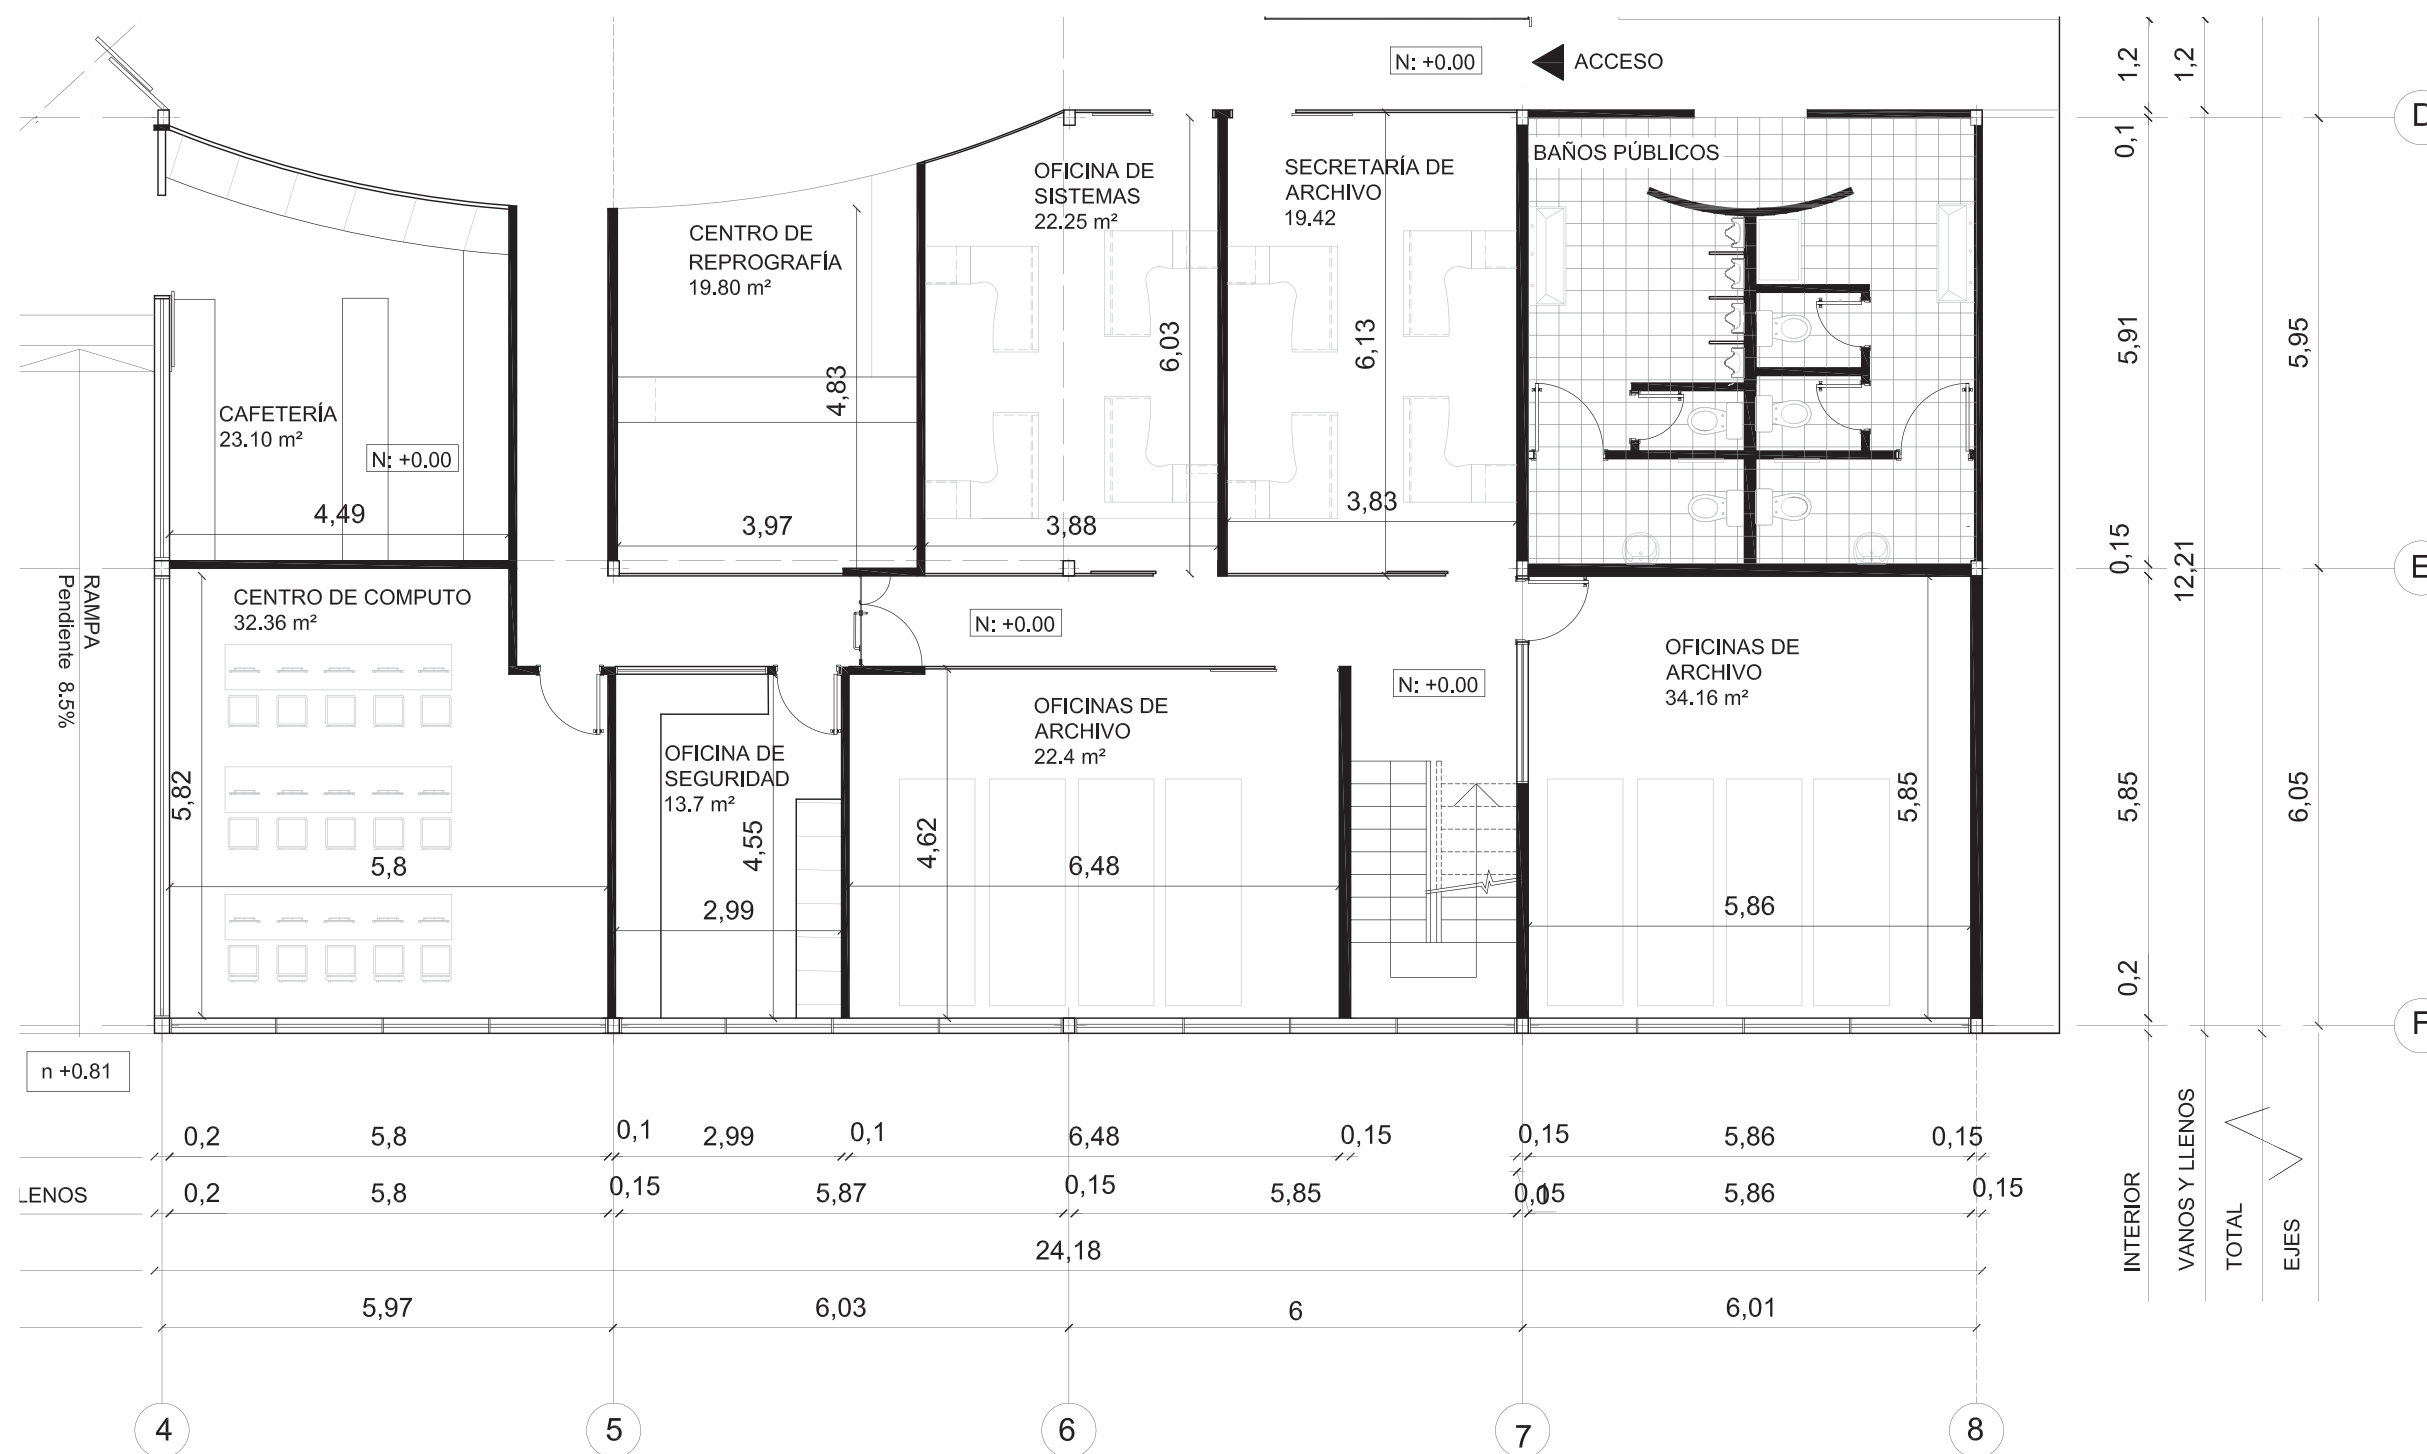 N: +0.00
ACCESO
1,2
1,2
D
0,1
BAÑOS PÚBLICOS
OFICINA DE
SISTEMAS
22.25 m²
SECRETARÍA DE
ARCHIVO
19.42
CENTRO DE
REPROGRAFÍA
19.80 m²
6,03
6,13
5,91
5,95
4,83
CAFETERÍA
23.10 m²
N: +0.00
4,49
3,97
3,88
3,83
0,15
12,21
E
RAMPA
Pendiente 8.5%
CENTRO DE COMPUTO
32.36 m²
N: +0.00
N: +0.00
OFICINAS DE
ARCHIVO
34.16 m²
OFICINAS DE
ARCHIVO
22.4 m²
OFICINA DE
SEGURIDAD
13.7 m²
5,82
4,55
4,62
5,85
5,85
6,05
5,8
6,48
2,99
5,86
0,2
F
n +0.81
0,2
5,8
0,1
2,99
0,1
6,48
0,15
0,15
5,86
0,15
LENOS
0,2
5,8
0,15
5,87
0,15
5,85
0,15
5,86
0,15
24,18
INTERIOR
VANOS Y LLENOS
TOTAL
EJES
5,97
6,03
6
6,01
4
5
6
7
8